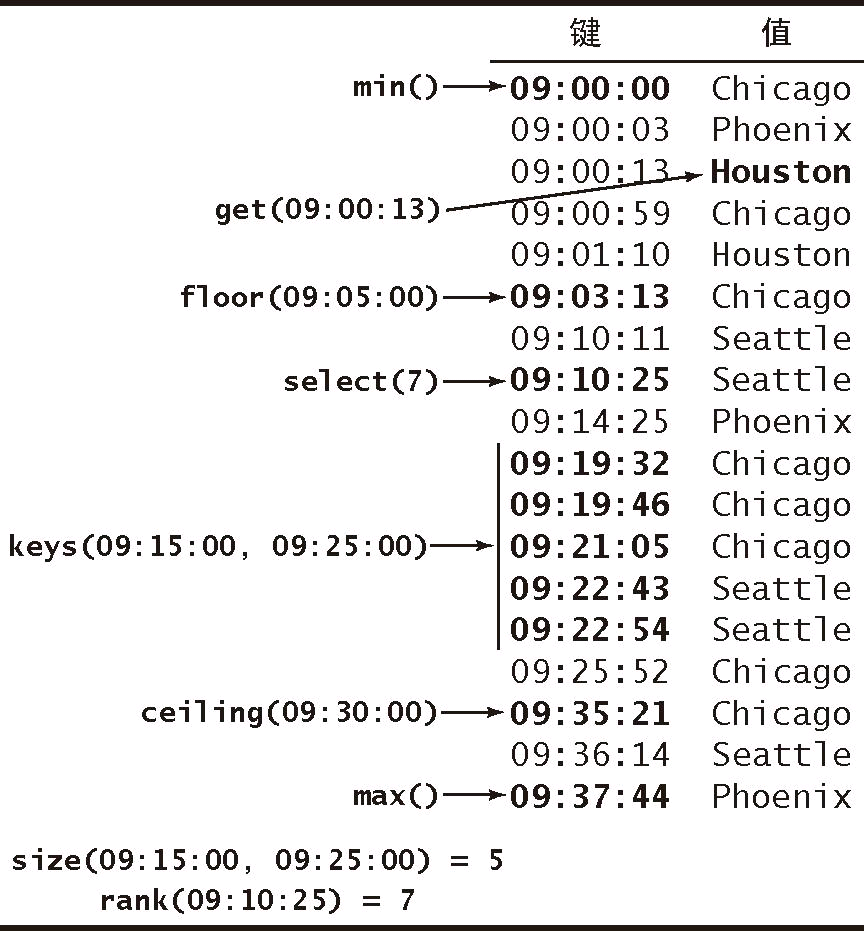 键 值
min() 09:00:00 Chicago
09:00:03 Phoenix
09:00:13 Houston
get(09:00:13)
09:00:59 Chicago
09:01:10 Houston
floor(09:05:00) 09:03:13 Chicago
09:10:11 Seattle
select(7) 09:10:25 Seattle
09:14:25 Phoenix
09:19:32 Chicago
09:19:46 Chicago
keys(09:15:00, 09:25:00) 09:21:05 Chicago
09:22:43 Seattle
09:22:54 Seattle
09:25:52 Chicago
ceiling(09:30:00) 09:35:21 Chicago
09:36:14 Seattle
max() 09:37:44 Phoenix
size(09:15:00, 09:25:00) = 5
rank(09:10:25) = 7